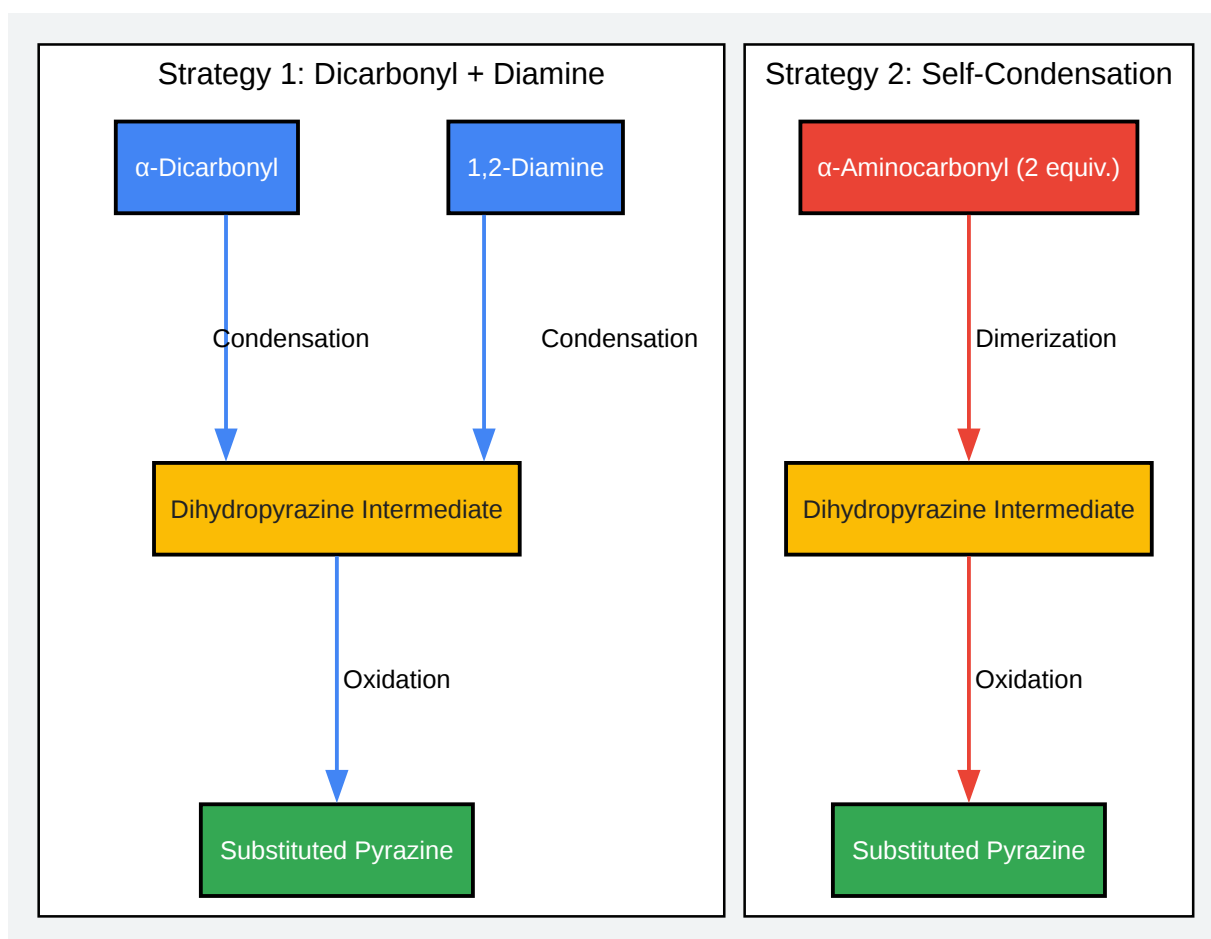 Strategy 1: Dicarbonyl + Diamine
α-Dicarbonyl
1,2-Diamine
Condensation
Condensation
Dihydropyrazine Intermediate
Oxidation
Substituted Pyrazine
Strategy 2: Self-Condensation
α-Aminocarbonyl (2 equiv.)
Dimerization
Dihydropyrazine Intermediate
Oxidation
Substituted Pyrazine